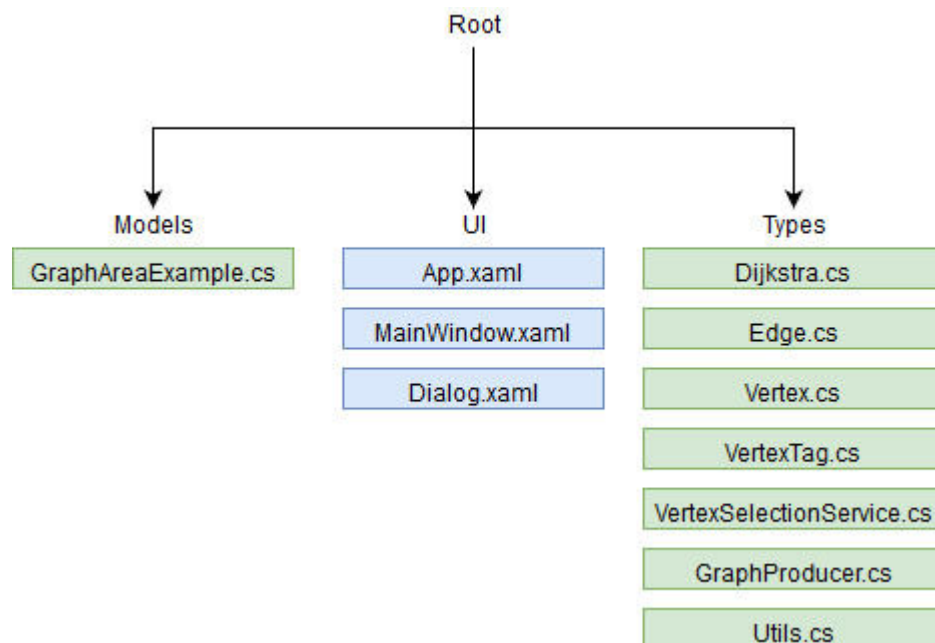 Root
Models
GraphAreaExample.cs
UI
App.xaml
MainWindow.xaml
Dialog.xaml
Types
Dijkstra.cs
Edge.cs
Vertex.cs
VertexTag.cs
VertexSelectionService.cs
GraphProducer.cs
Utils.cs